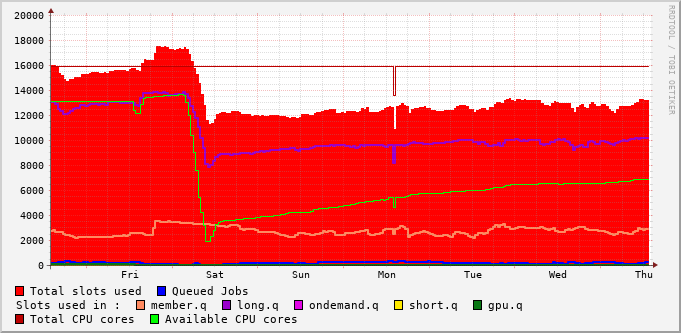 20000
18000
16000
14000
12000
10000
8000
6000
4000
2000
0
Fri Sat Sun Mon Tue Wed Thu
Total slots used Queued Jobs
Slots used in : member.q long.q ondemand.q short.q gpu.q
Total CPU cores Available CPU cores
RRDTOOL / TOBI OETIKER